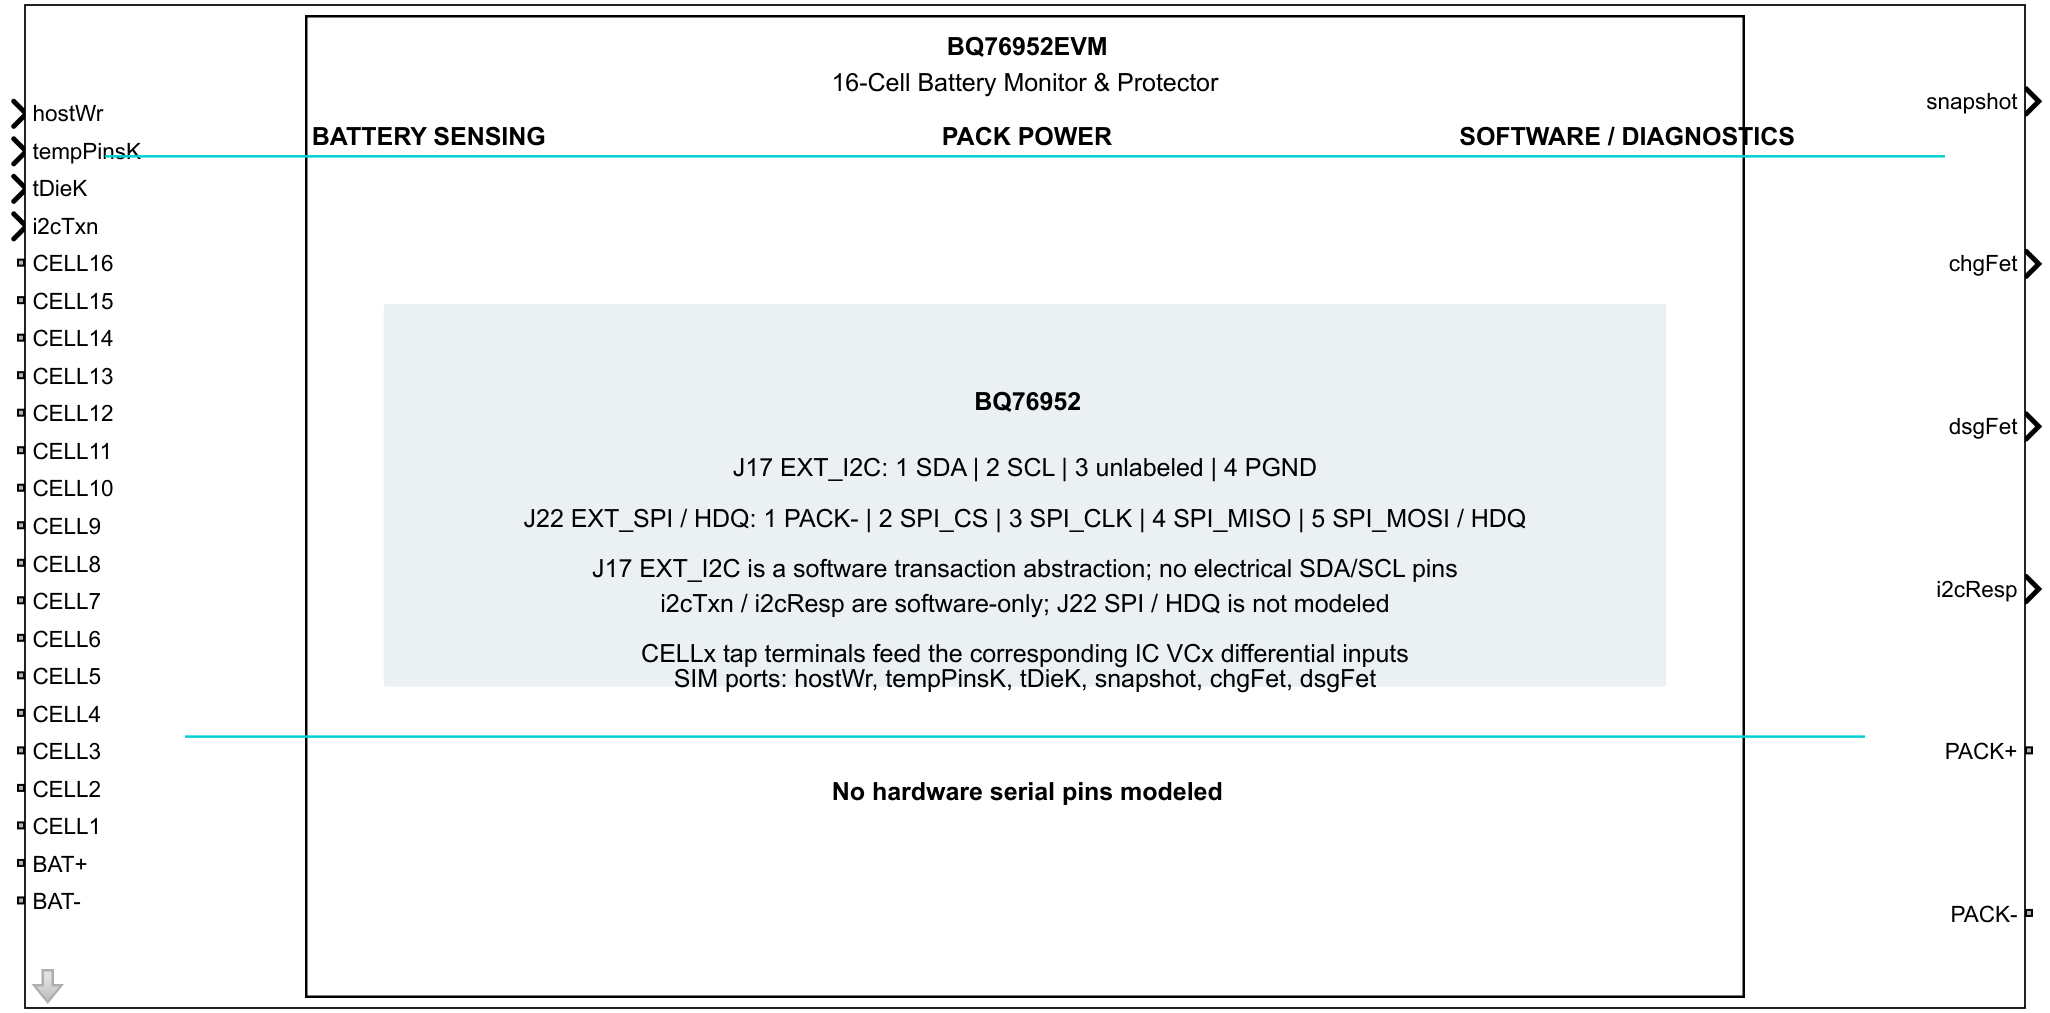 BQ76952EVM
16-Cell Battery Monitor & Protector
BATTERY SENSING
PACK POWER
SOFTWARE / DIAGNOSTICS
hostWr
tempPinsK
tDieK
i2cTxn
CELL16
CELL15
CELL14
CELL13
CELL12
CELL11
CELL10
CELL9
CELL8
CELL7
CELL6
CELL5
CELL4
CELL3
CELL2
CELL1
BAT+
BAT-
BQ76952
J17 EXT_I2C: 1 SDA | 2 SCL | 3 unlabeled | 4 PGND
J22 EXT_SPI / HDQ: 1 PACK- | 2 SPI_CS | 3 SPI_CLK | 4 SPI_MISO | 5 SPI_MOSI / HDQ
J17 EXT_I2C is a software transaction abstraction; no electrical SDA/SCL pins
i2cTxn / i2cResp are software-only; J22 SPI / HDQ is not modeled
CELLx tap terminals feed the corresponding IC VCx differential inputs
SIM ports: hostWr, tempPinsK, tDieK, snapshot, chgFet, dsgFet
No hardware serial pins modeled
snapshot
chgFet
dsgFet
i2cResp
PACK+
PACK-